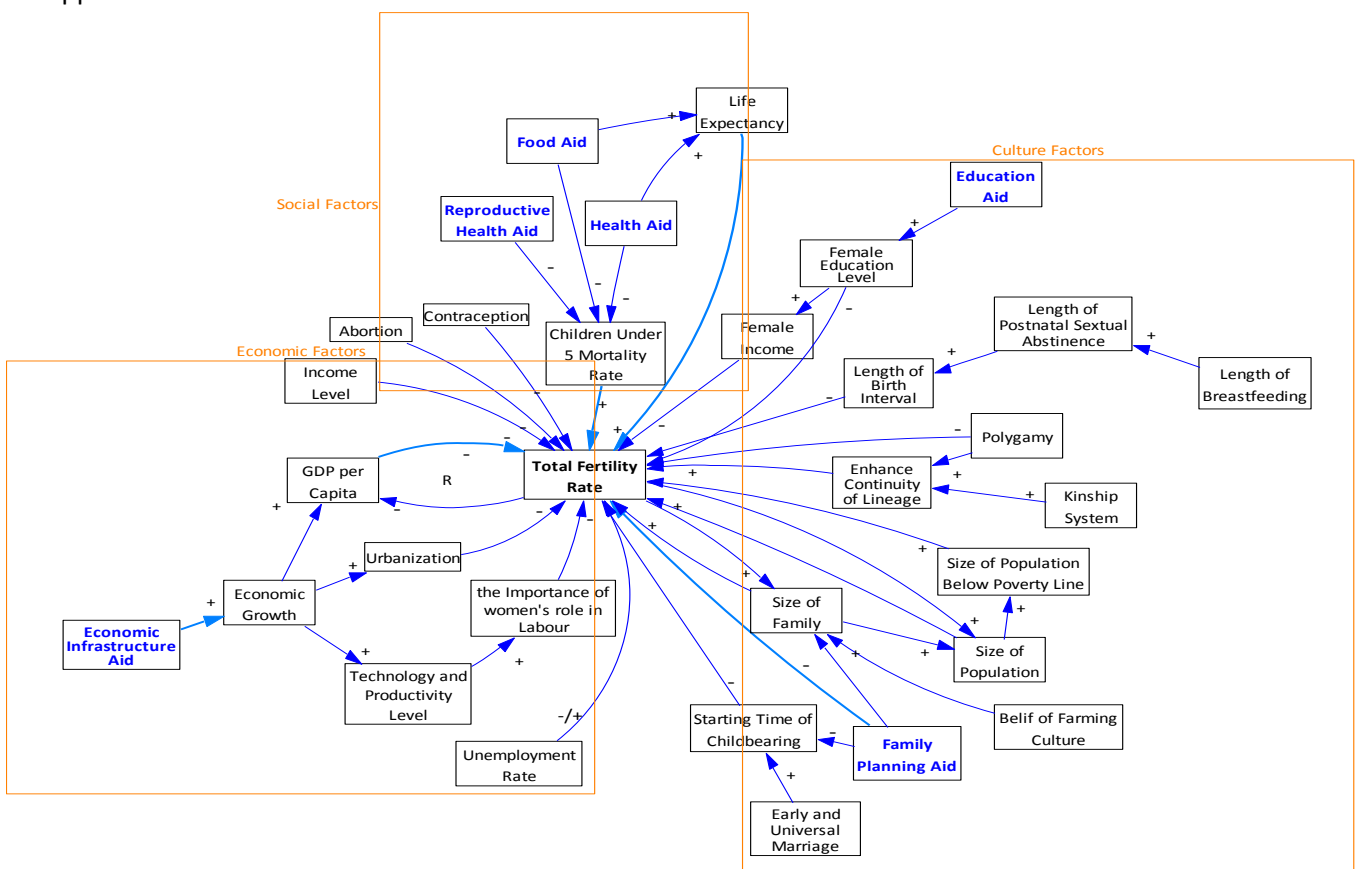 Life
Expectancy
Food Aid
+
+
Culture Factors
Education
Aid
Social Factors
Reproductive
Health Aid
Health Aid
+
Female
Education
Level
-
-
-
+
-
Contraception
Abortion
Children Under
5 Mortality
Rate
Female
Income
Length of
Postnatal Sextual
Abstinence
+
+
Length of
Breastfeeding
Economic Factors
Income
Level
Length of
Birth
Interval
-
-
-
+
+
-
-
-
Polygamy
GDP per
Capita
-
R
Total Fertility
Rate
+
Enhance
Continuity
of Lineage
+
+
Kinship
System
+
-
-
-
+
+
+
Urbanization
+
Size of Population
Below Poverty Line
+
Economic
Growth
+
the Importance of
women's role in
Labour
+
Size of
Family
+
+
+
Size of
Population
Economic
Infrastructure
Aid
+
+
Technology and
Productivity
Level
-
-
+
-/+
Starting Time of
Childbearing
-
Family
Planning Aid
Belif of Farming
Culture
Unemployment
Rate
+
Early and
Universal
Marriage